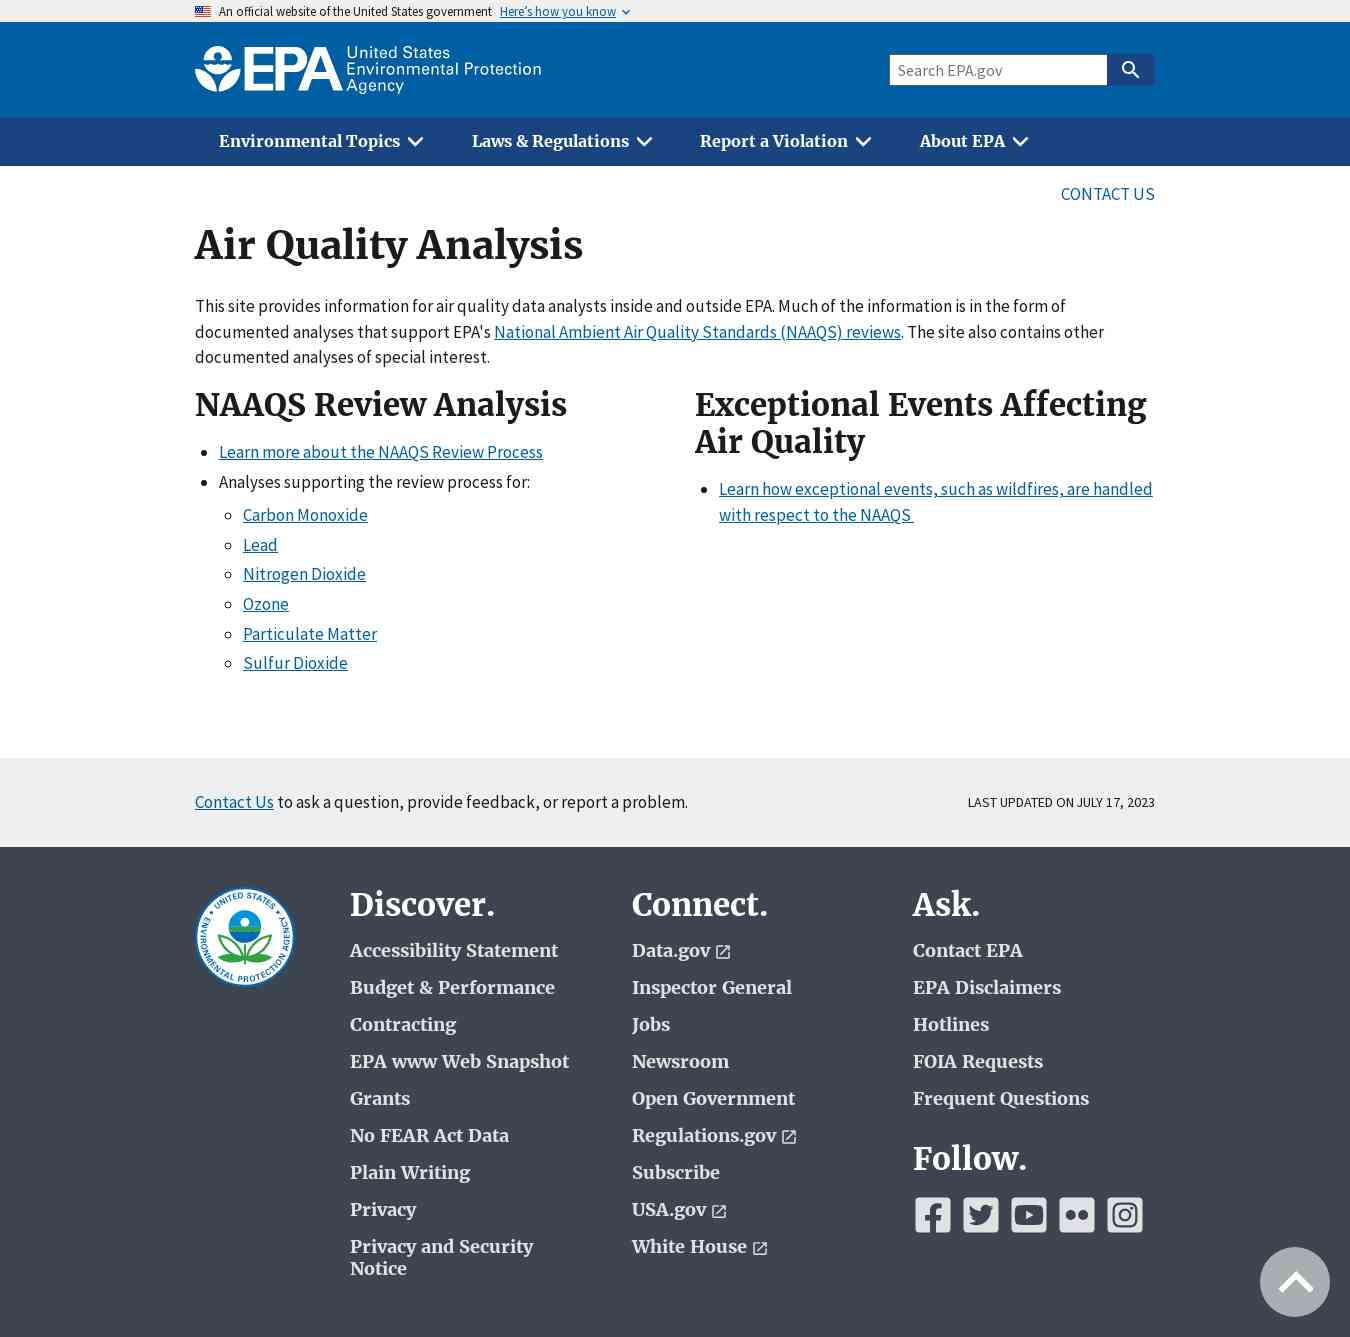 An official website of the United States government Here's how you know
EPA United States
Environmental Protection
Agency
Search EPA.gov
Environmental Topics Laws & Regulations Report a Violation About EPA
CONTACT US
Air Quality Analysis
This site provides information for air quality data analysts inside and outside EPA. Much of the information is in the form of
documented analyses that support EPA's National Ambient Air Quality Standards (NAAQS) reviews. The site also contains other
documented analyses of special interest.
NAAQS Review Analysis
Learn more about the NAAQS Review Process
Analyses supporting the review process for:
Carbon Monoxide
Lead
Nitrogen Dioxide
Ozone
Particulate Matter
Sulfur Dioxide
Exceptional Events Affecting
Air Quality
Learn how exceptional events, such as wildfires, are handled
with respect to the NAAQS
Contact Us to ask a question, provide feedback, or report a problem.
LAST UPDATED ON JULY 17, 2023
UNITED STATES
ENVIRONMENTAL PROTECTION AGENCY
Discover.
Accessibility Statement
Budget & Performance
Contracting
EPA www Web Snapshot
Grants
No FEAR Act Data
Plain Writing
Privacy
Privacy and Security
Notice
Connect.
Data.gov
Inspector General
Jobs
Newsroom
Open Government
Regulations.gov
Subscribe
USA.gov
White House
Ask.
Contact EPA
EPA Disclaimers
Hotlines
FOIA Requests
Frequent Questions
Follow.